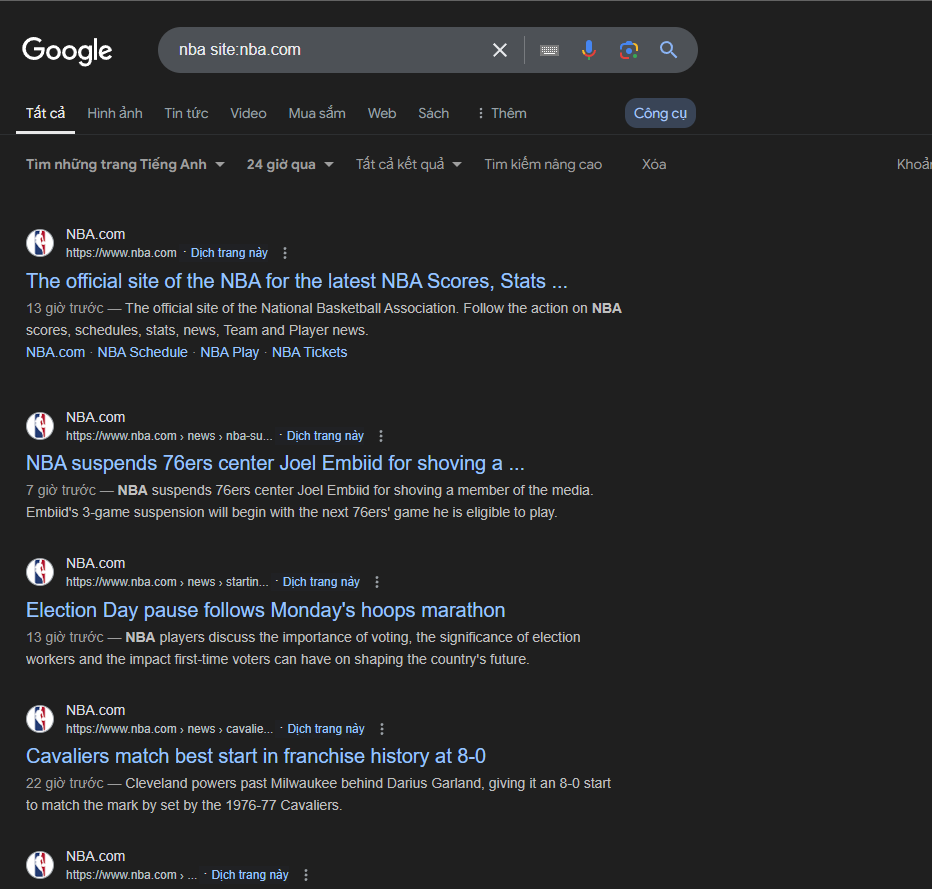 Google
nba site:nba.com
Tất cả Hình ảnh Tin tức Video Mua sắm Web Sách Thêm Công cụ
Tìm những trang Tiếng Anh 24 giờ qua Tất cả kết quả Tìm kiếm nâng cao Xóa
NBA.com
https://www.nba.com · Dịch trang này
The official site of the NBA for the latest NBA Scores, Stats ...
13 giờ trước — The official site of the National Basketball Association. Follow the action on NBA
scores, schedules, stats, news, Team and Player news.
NBA.com · NBA Schedule · NBA Play · NBA Tickets
NBA.com
https://www.nba.com › news › nba-su... · Dịch trang này
NBA suspends 76ers center Joel Embiid for shoving a ...
7 giờ trước — NBA suspends 76ers center Joel Embiid for shoving a member of the media.
Embiid's 3-game suspension will begin with the next 76ers' game he is eligible to play.
NBA.com
https://www.nba.com › news › startin... · Dịch trang này
Election Day pause follows Monday's hoops marathon
13 giờ trước — NBA players discuss the importance of voting, the significance of election
workers and the impact first-time voters can have on shaping the country's future.
NBA.com
https://www.nba.com › news › cavalie... · Dịch trang này
Cavaliers match best start in franchise history at 8-0
22 giờ trước — Cleveland powers past Milwaukee behind Darius Garland, giving it an 8-0 start
to match the mark by set by the 1976-77 Cavaliers.
NBA.com
https://www.nba.com › ... · Dịch trang này